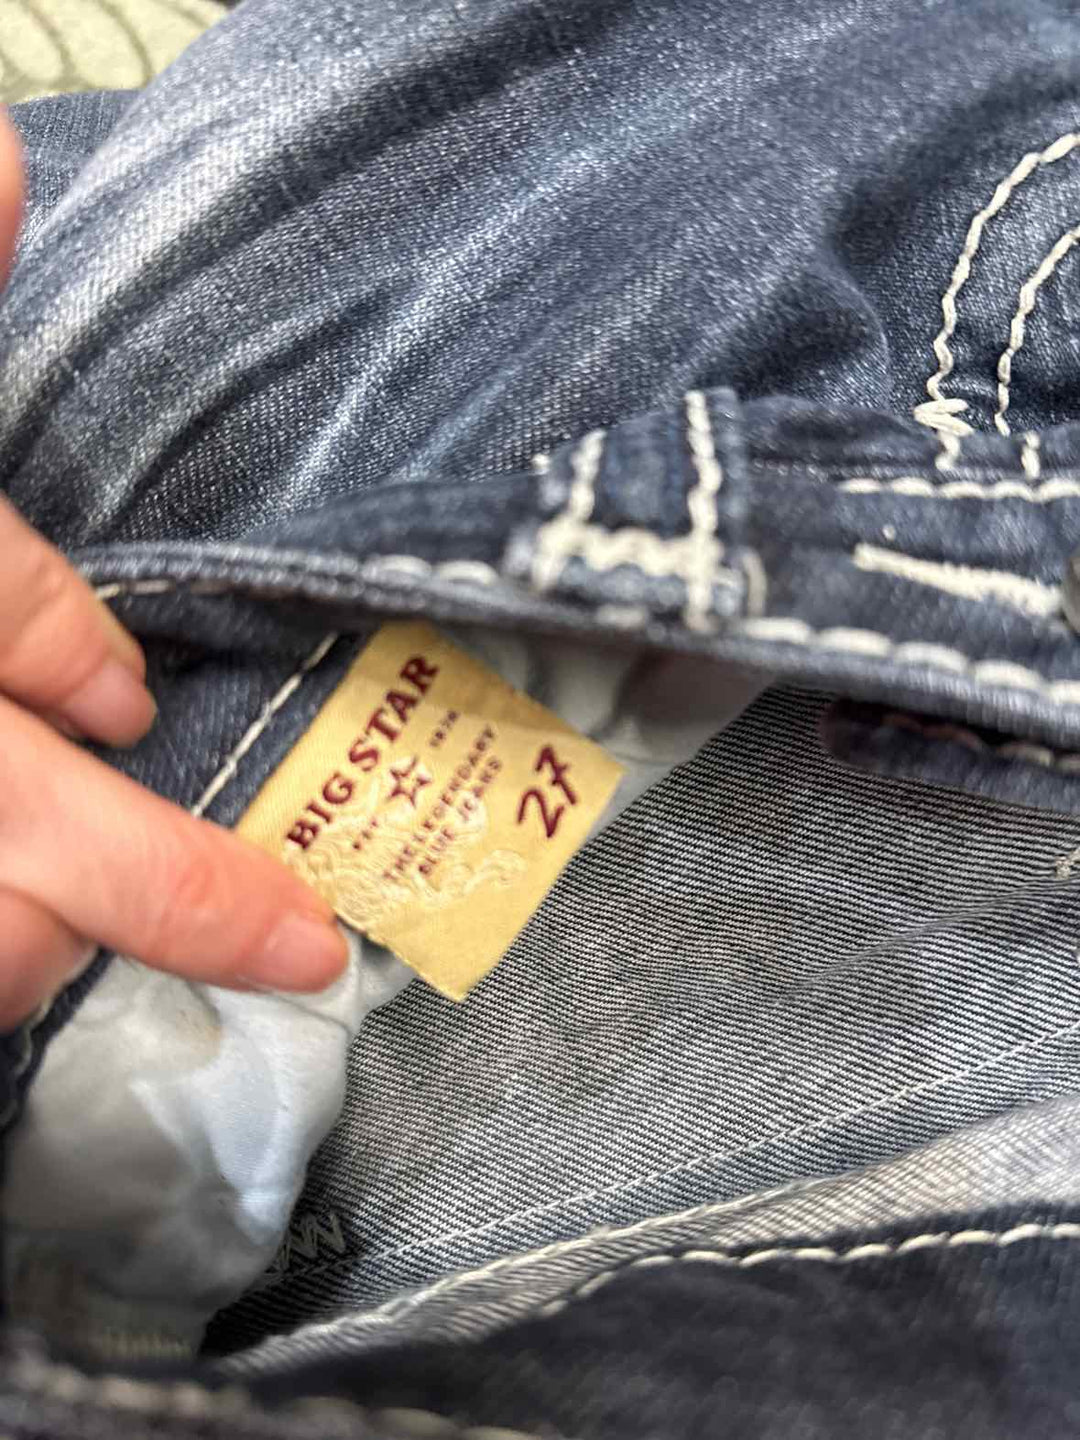 BIG STAR
1974
THE LEGENDARY
BLUE JEANS
27